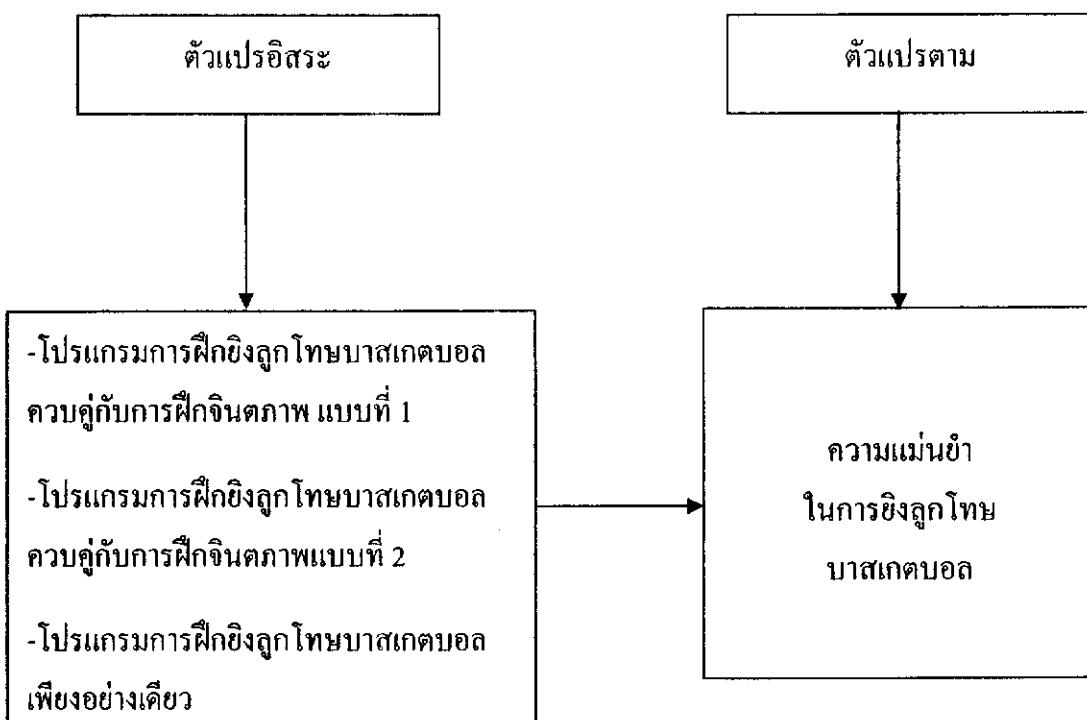 ตัวแปรอิสระ
ตัวแปรตาม
-โปรแกรมการฝึกยิงลูกโทษบาสเกตบอล
ควบคู่กับการฝึกจินตภาพ แบบที่ 1
-โปรแกรมการฝึกยิงลูกโทษบาสเกตบอล
ควบคู่กับการฝึกจินตภาพแบบที่ 2
-โปรแกรมการฝึกยิงลูกโทษบาสเกตบอล
เพียงอย่างเดียว
ความแม่นยำ
ในการยิงลูกโทษ
บาสเกตบอล